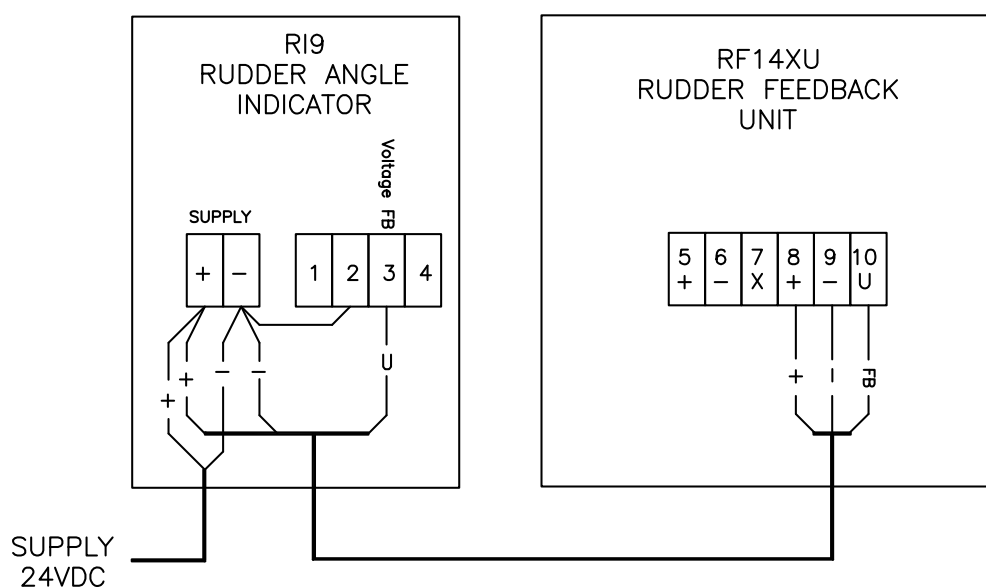 RI9
RUDDER ANGLE
INDICATOR
Voltage FB
SUPPLY
+ -
1 2 3 4
+ + - - U
SUPPLY
24VDC
RF14XU
RUDDER FEEDBACK
UNIT
5 6 7 8 9 10
+ - X + - U
+ - FB